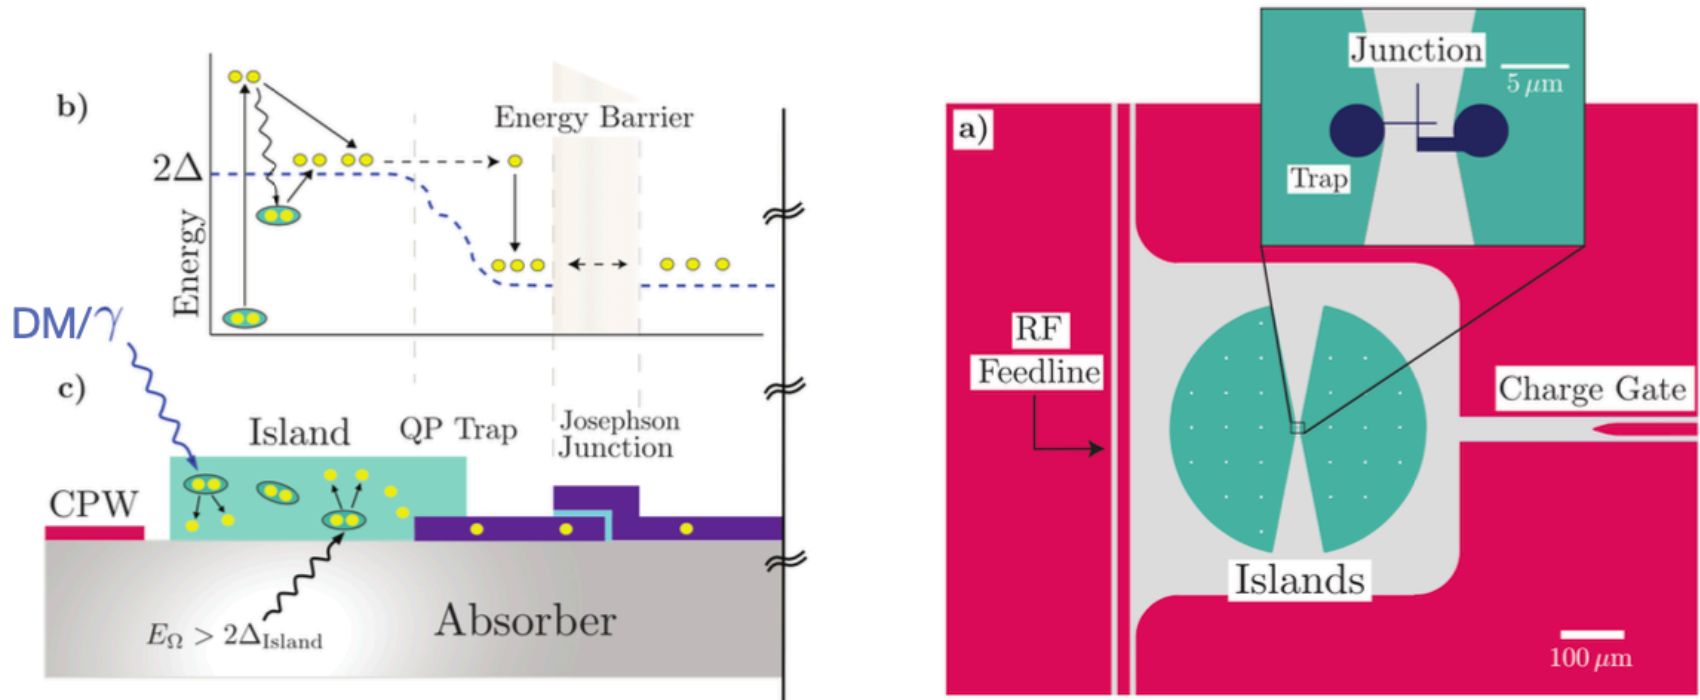 b)
Energy Barrier
2Δ
Energy
DM/γ
c)
Island
QP Trap
Josephson
Junction
CPW
E_Ω > 2Δ_Island
Absorber
a)
Junction
5 μm
Trap
RF
Feedline
Charge Gate
Islands
100 μm